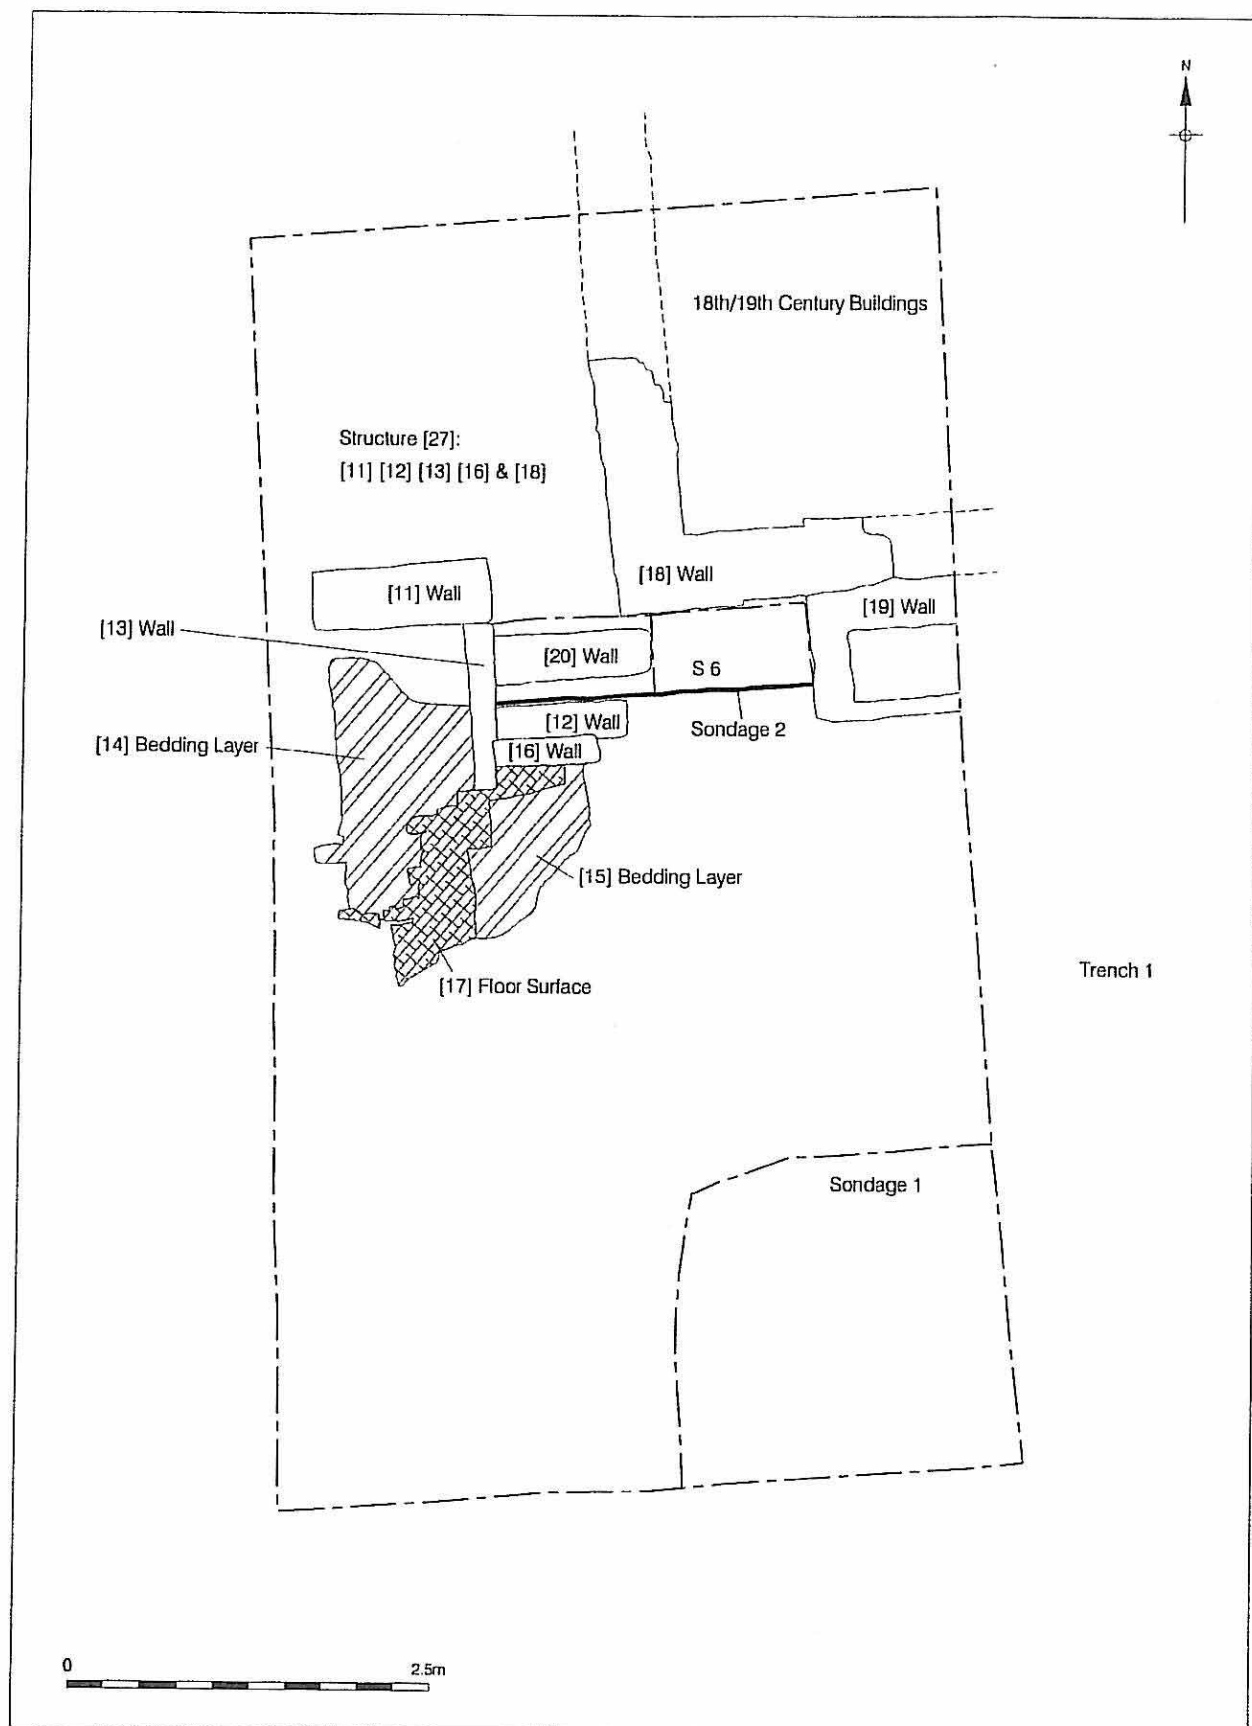 N
18th/19th Century Buildings
Structure [27]:
[11] [12] [13] [16] & [18]
[18] Wall
[11] Wall
[19] Wall
[13] Wall
[20] Wall
S 6
[12] Wall
Sondage 2
[14] Bedding Layer
[16] Wall
[15] Bedding Layer
Trench 1
[17] Floor Surface
Sondage 1
0
2.5m